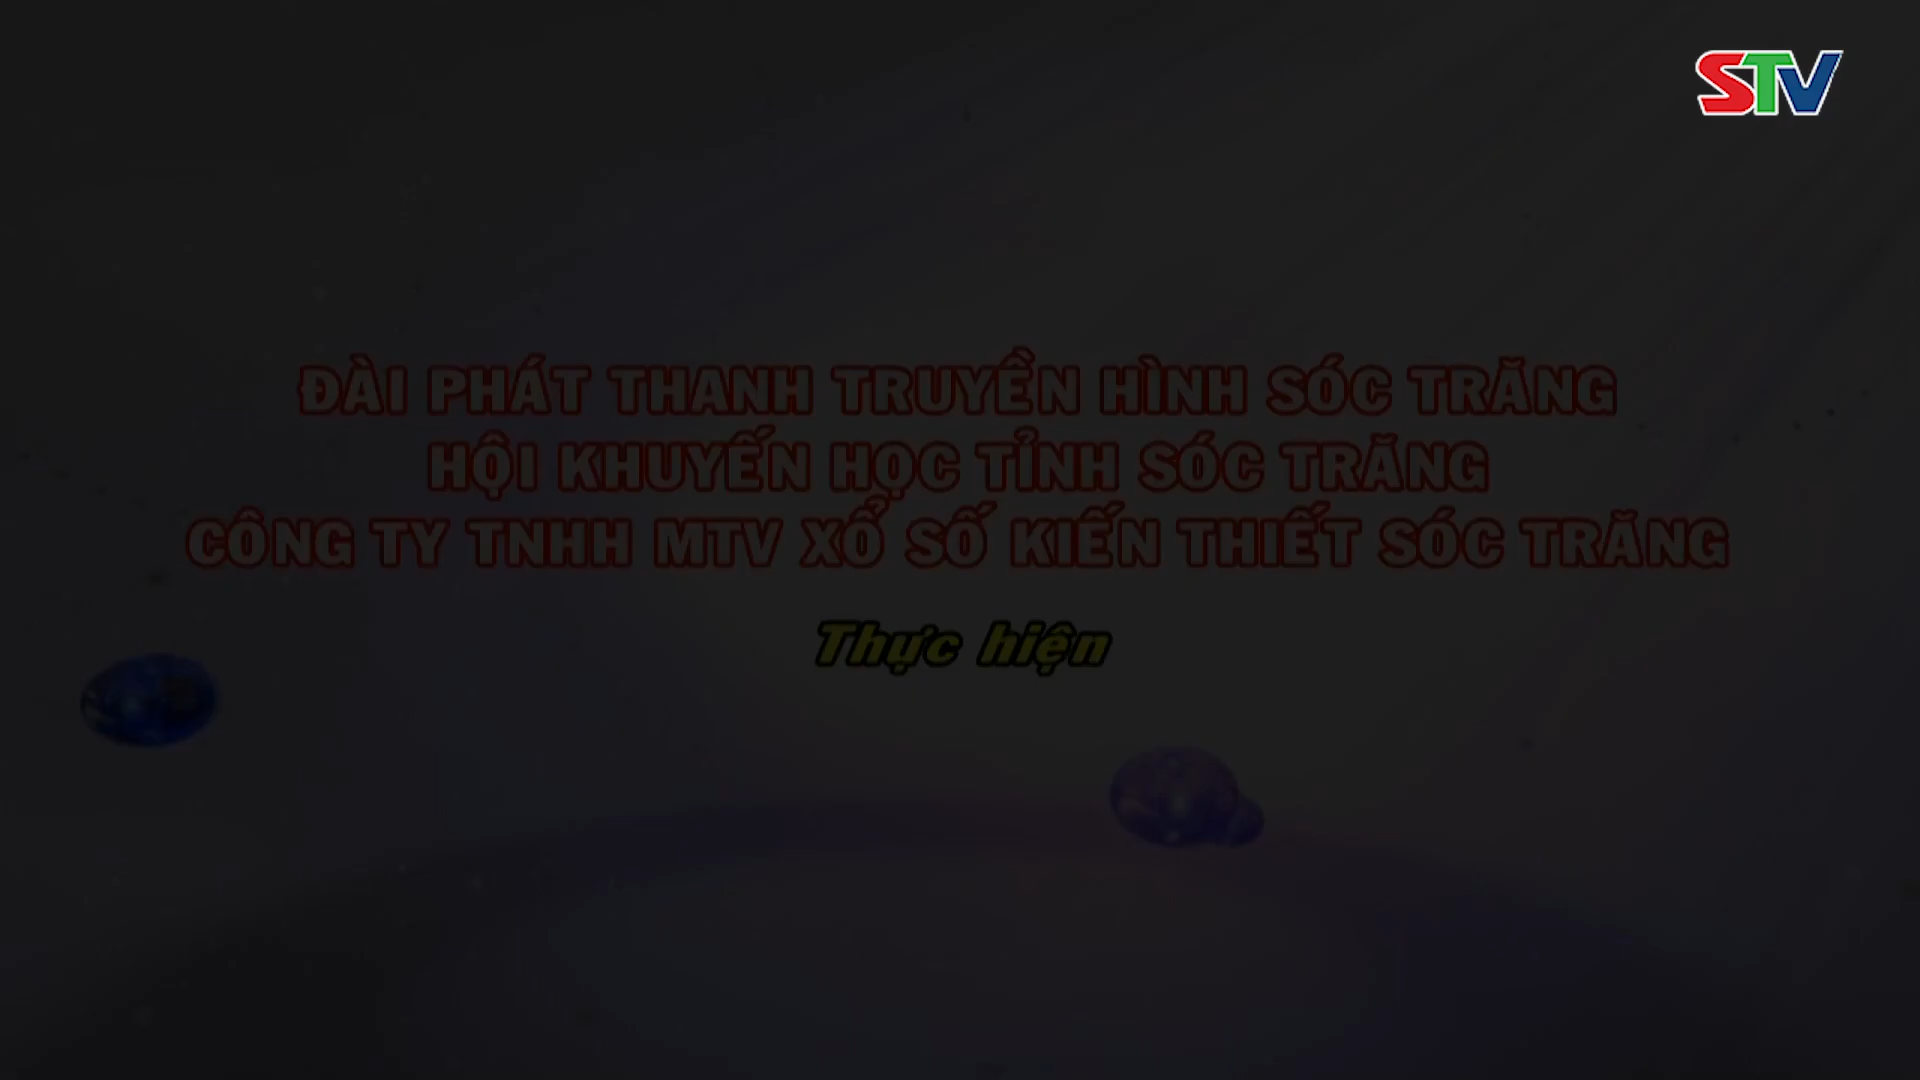 STV
ĐÀI PHÁT THANH TRUYỀN HÌNH SÓC TRĂNG
HỘI KHUYẾN HỌC TỈNH SÓC TRĂNG
CÔNG TY TNHH MTV XỔ SỐ KIẾN THIẾT SÓC TRĂNG
Thực hiện